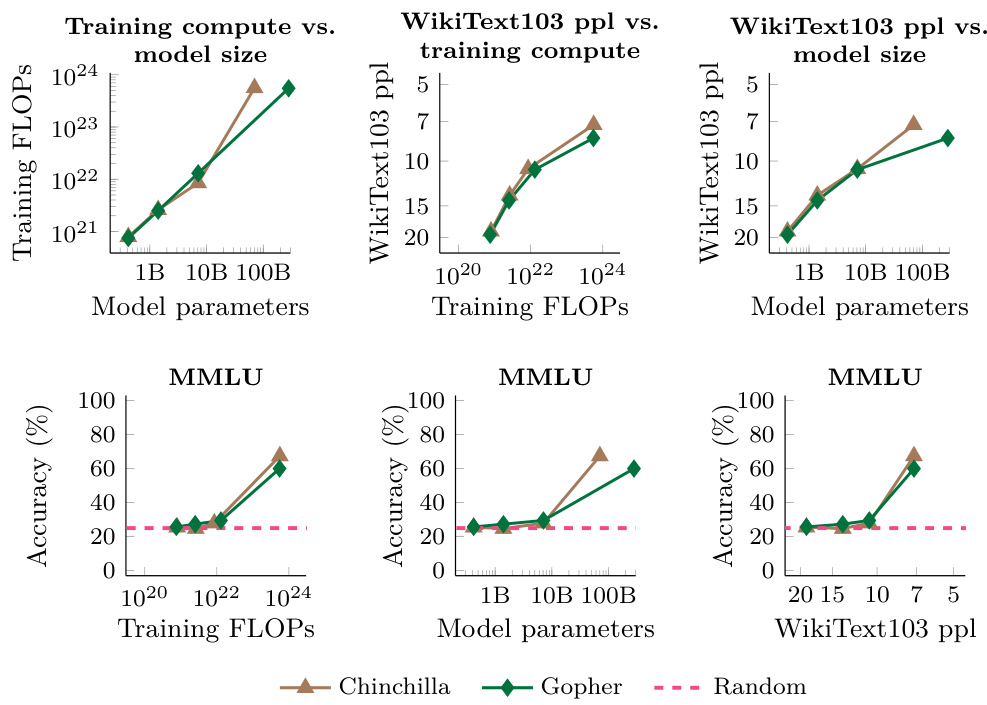 Training compute vs.
model size
Training FLOPs
10^24
10^23
10^22
10^21
1B 10B 100B
Model parameters
WikiText103 ppl vs.
training compute
WikiText103 ppl
5
7
10
15
20
10^20 10^22 10^24
Training FLOPs
WikiText103 ppl vs.
model size
WikiText103 ppl
5
7
10
15
20
1B 10B 100B
Model parameters
MMLU
Accuracy (%)
100
80
60
40
20
0
10^20 10^22 10^24
Training FLOPs
MMLU
Accuracy (%)
100
80
60
40
20
0
1B 10B 100B
Model parameters
MMLU
Accuracy (%)
100
80
60
40
20
0
20 15 10 7 5
WikiText103 ppl
Chinchilla Gopher Random